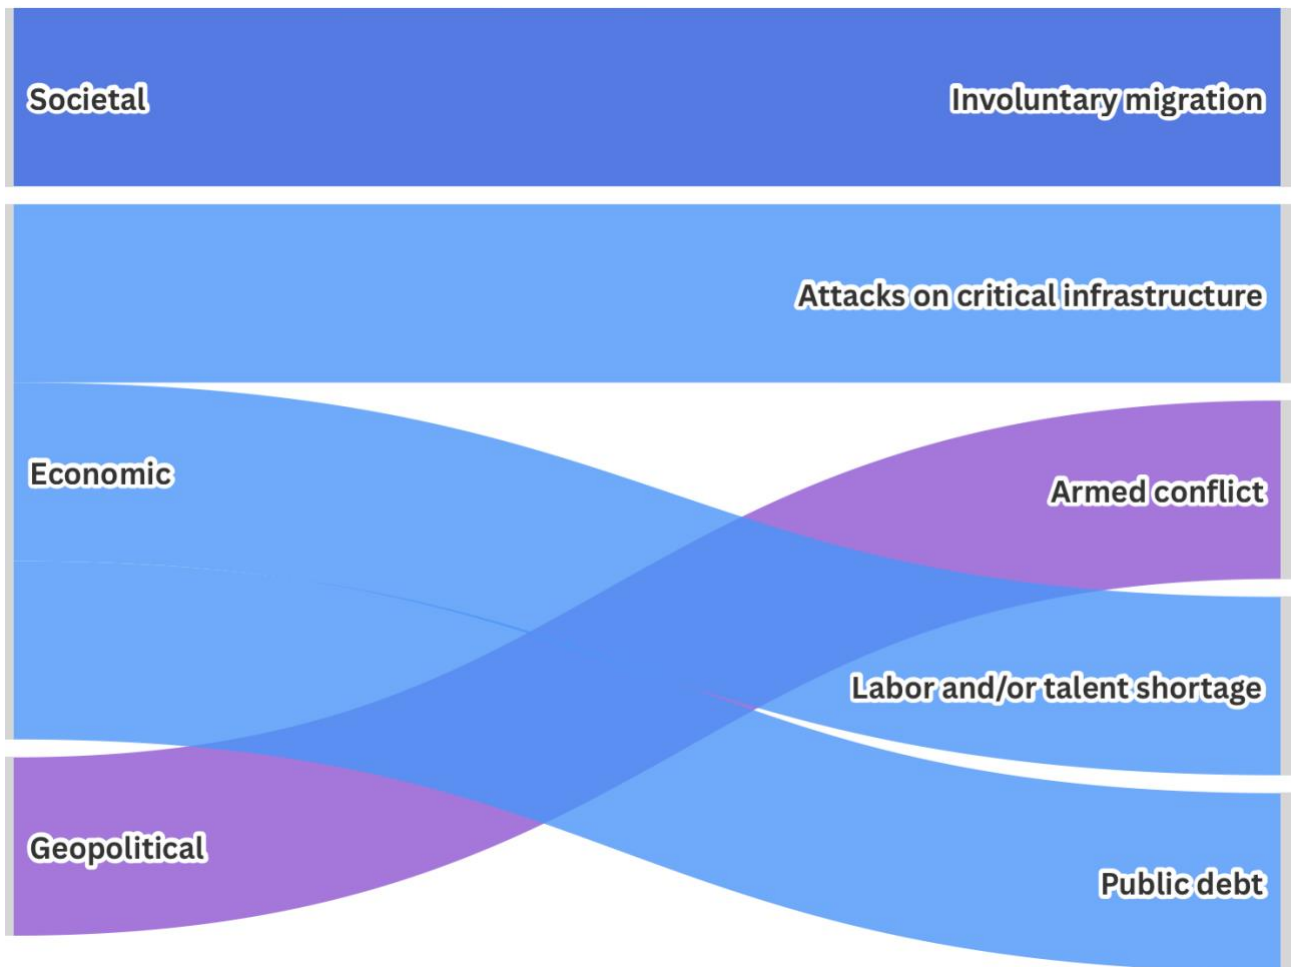 Societal
Involuntary migration
Attacks on critical infrastructure
Economic
Armed conflict
Labor and/or talent shortage
Geopolitical
Public debt